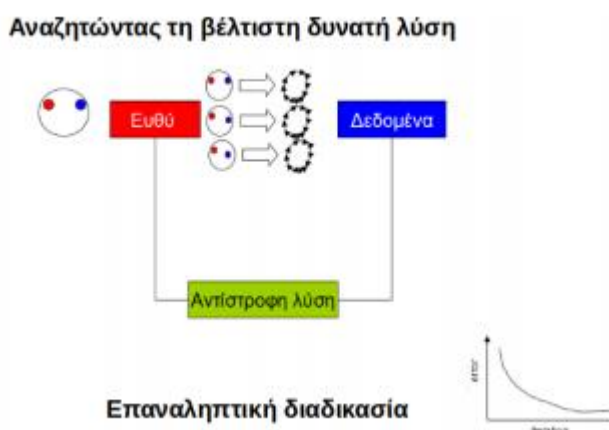 Αναζητώντας τη βέλτιστη δυνατή λύση
Ευθύ
Δεδομένα
Αντίστροφη λύση
Επαναληπτική διαδικασία